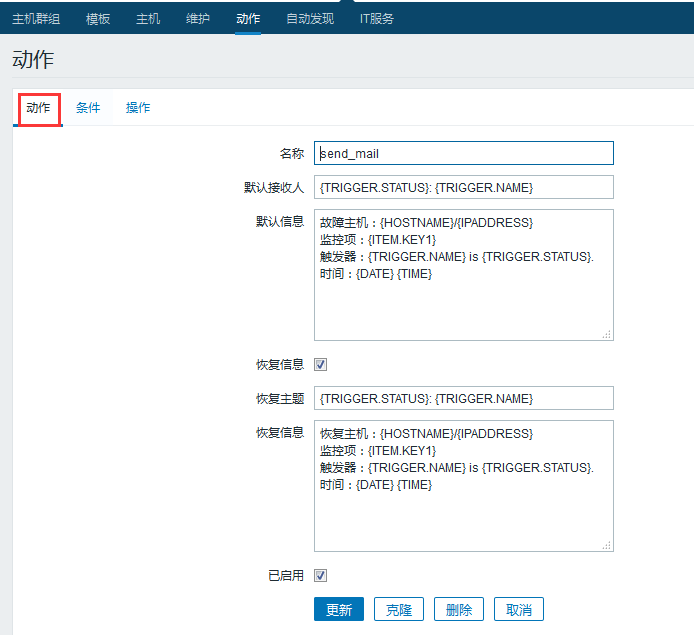 主机群组 模板 主机 维护 动作 自动发现 IT服务
动作
动作 条件 操作
名称 send_mail
默认接收人 {TRIGGER.STATUS}: {TRIGGER.NAME}
默认信息 故障主机：{HOSTNAME}/{IPADDRESS}
监控项：{ITEM.KEY1}
触发器：{TRIGGER.NAME} is {TRIGGER.STATUS}.
时间：{DATE} {TIME}
恢复信息
恢复主题 {TRIGGER.STATUS}: {TRIGGER.NAME}
恢复信息 恢复主机：{HOSTNAME}/{IPADDRESS}
监控项：{ITEM.KEY1}
触发器：{TRIGGER.NAME} is {TRIGGER.STATUS}.
时间：{DATE} {TIME}
已启用
更新 克隆 删除 取消